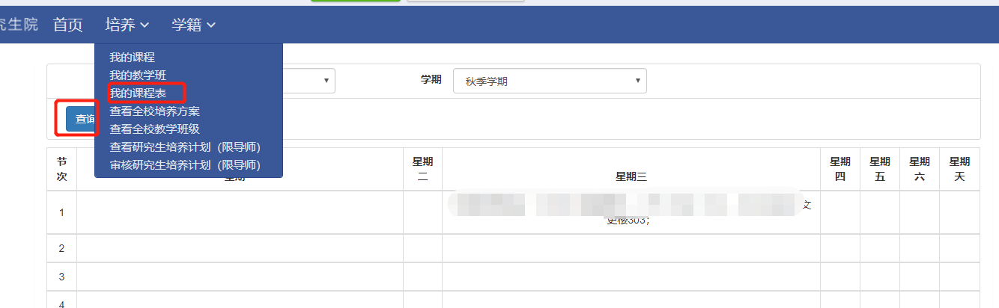 究生院 首页 培养 学籍
我的课程
我的教学班
我的课程表
查看全校培养方案
查看全校教学班级
查看研究生培养计划（限导师）
审核研究生培养计划（限导师）
学期 秋季学期
查询
节次 星期二 星期三 星期四 星期五 星期六 星期天
1
文
史楼303;
2
3
4